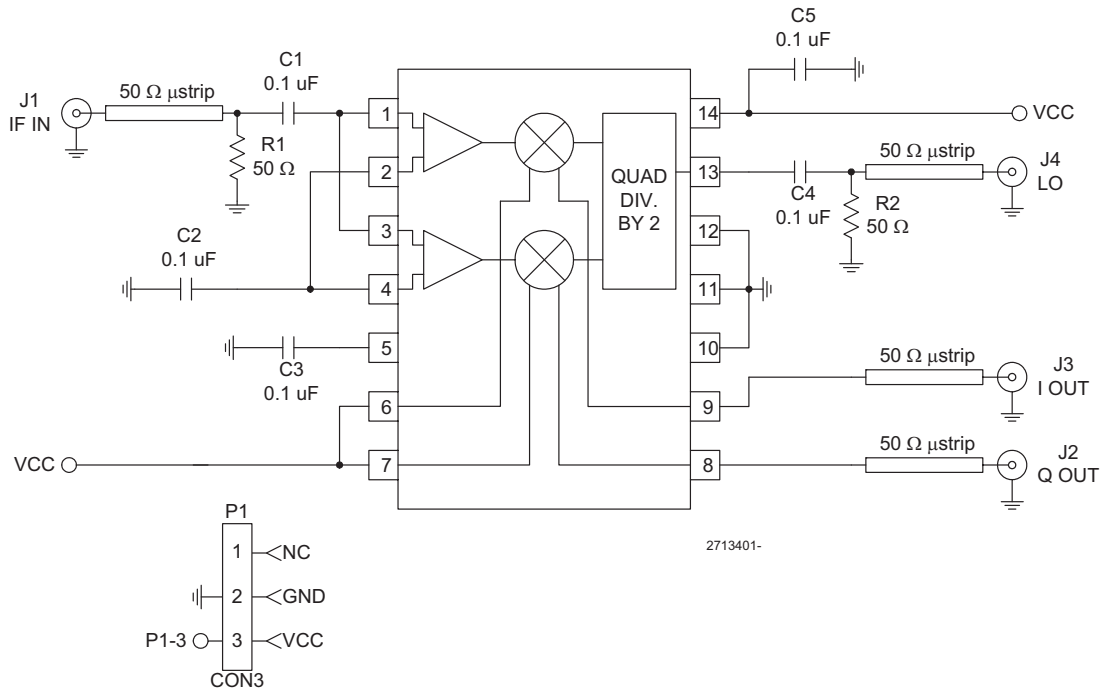 C5
0.1 uF
C1
0.1 uF
J1
IF IN
50 Ω μstrip
R1
50 Ω
1
2
3
4
5
6
7
QUAD
DIV.
BY 2
14
13
12
11
10
9
8
VCC
C4
0.1 uF
50 Ω μstrip
J4
LO
R2
50 Ω
C2
0.1 uF
C3
0.1 uF
50 Ω μstrip
J3
I OUT
50 Ω μstrip
J2
Q OUT
VCC
2713401-
P1
1
NC
2
GND
P1-3
3
VCC
CON3